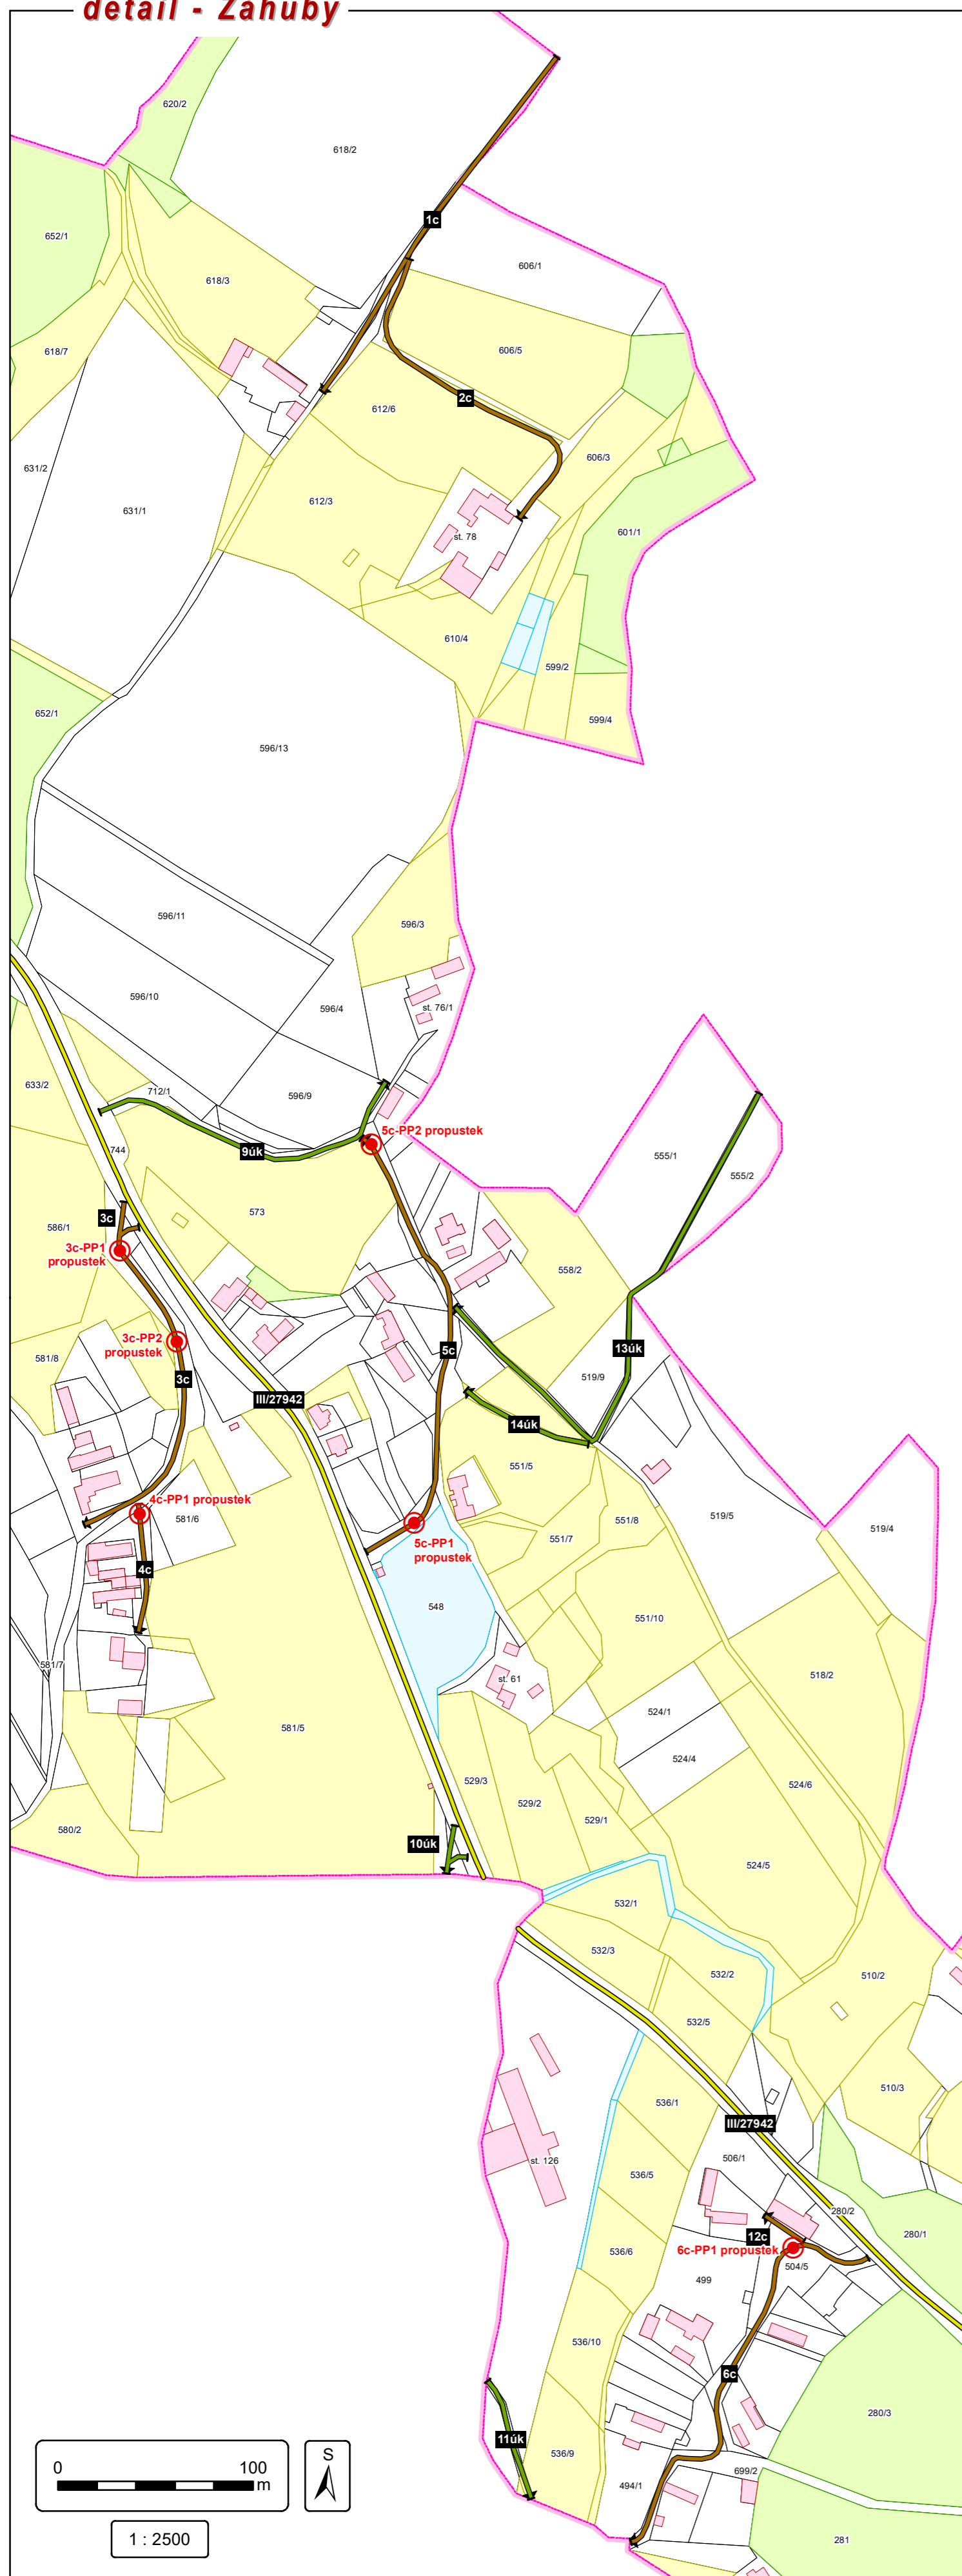 detail - Záhuby
620/2
618/2
1c
652/1
606/1
618/3
618/7
606/5
2c
612/6
606/3
631/2
612/3
631/1
601/1
st. 78
610/4
599/2
652/1
599/4
596/13
596/11
596/3
596/10
596/4
st. 76/1
633/2
712/1
596/9
5c-PP2 propustek
744
9úk
555/1
555/2
573
3c
586/1
3c-PP1
propustek
558/2
3c-PP2
propustek
5c
13úk
581/8
3c
519/9
III/27942
14úk
551/5
4c-PP1 propustek
581/6
519/5
551/8
519/4
551/7
5c-PP1
propustek
4c
548
551/10
581/7
518/2
st. 61
524/1
581/5
524/4
529/3
524/6
529/2
529/1
580/2
10úk
524/5
532/1
532/3
532/2
510/2
532/5
510/3
536/1
III/27942
506/1
st. 126
536/5
280/2
280/1
12c
6c-PP1 propustek
536/6
504/5
499
536/10
6c
280/3
11úk
536/9
699/2
494/1
281
0 100
m
S
1 : 2500